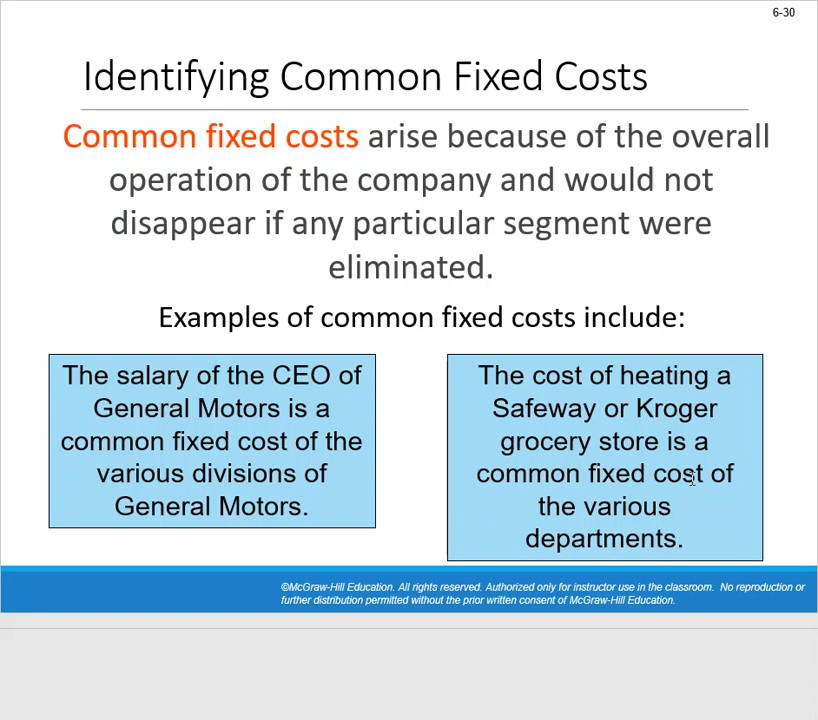 6-30
Identifying Common Fixed Costs
Common fixed costs arise because of the overall
operation of the company and would not
disappear if any particular segment were
eliminated.
Examples of common fixed costs include:
The salary of the CEO of
General Motors is a
common fixed cost of the
various divisions of
General Motors.
The cost of heating a
Safeway or Kroger
grocery store is a
common fixed cost of
the various
departments.
©McGraw-Hill Education. All rights reserved. Authorized only for instructor use in the classroom.  No reproduction or
further distribution permitted without the prior written consent of McGraw-Hill Education.